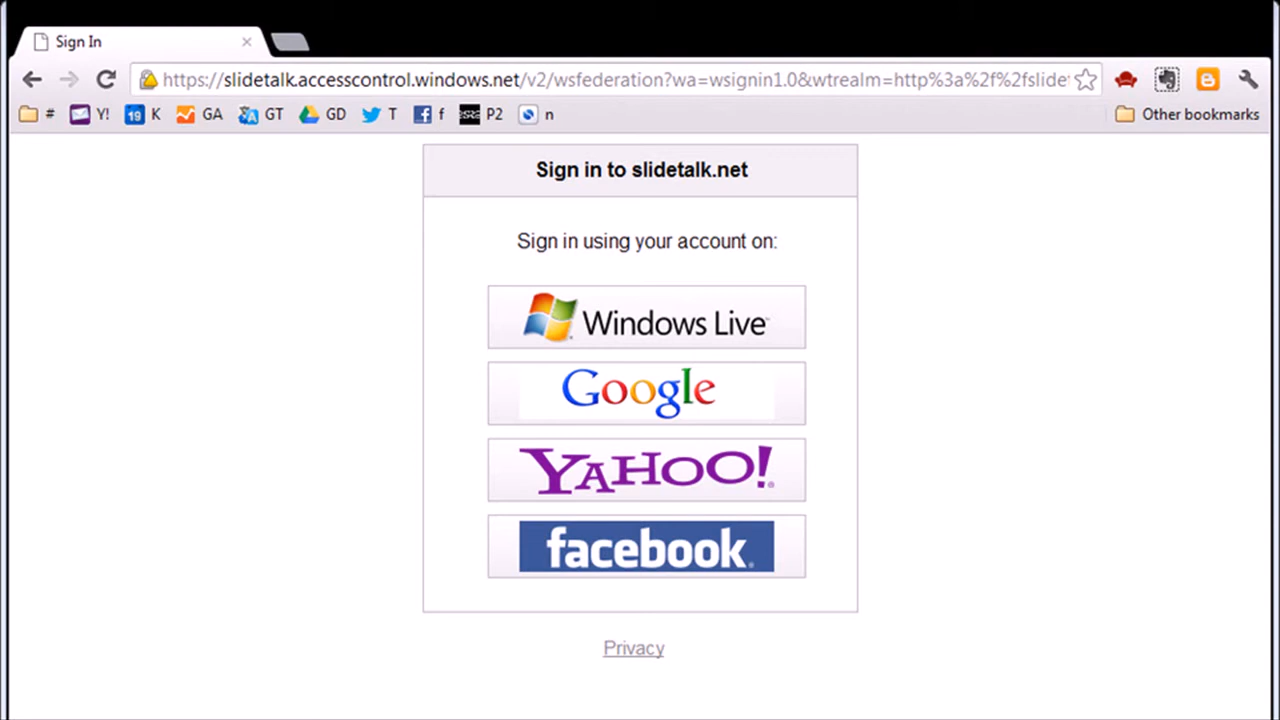 Sign In
https://slidetalk.accesscontrol.windows.net/v2/wsfederation?wa=wsignin1.0&wtrealm=http%3a%2f%2fslide
# Y! 19 K GA GT GD T f P2 n Other bookmarks
Sign in to slidetalk.net
Sign in using your account on:
Windows Live
Google
YAHOO!
facebook
Privacy